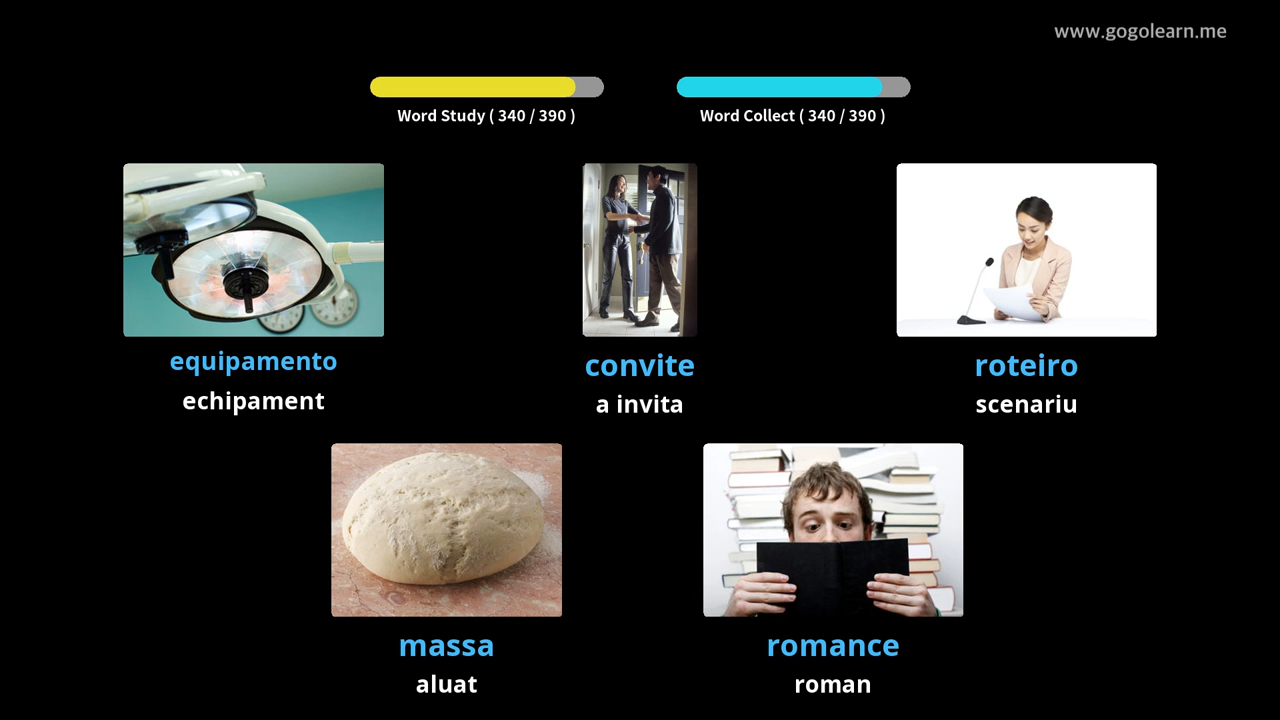 www.gogolearn.me
Word Study ( 340 / 390 )
Word Collect ( 340 / 390 )
equipamento
echipament
convite
a invita
roteiro
scenariu
massa
aluat
romance
roman